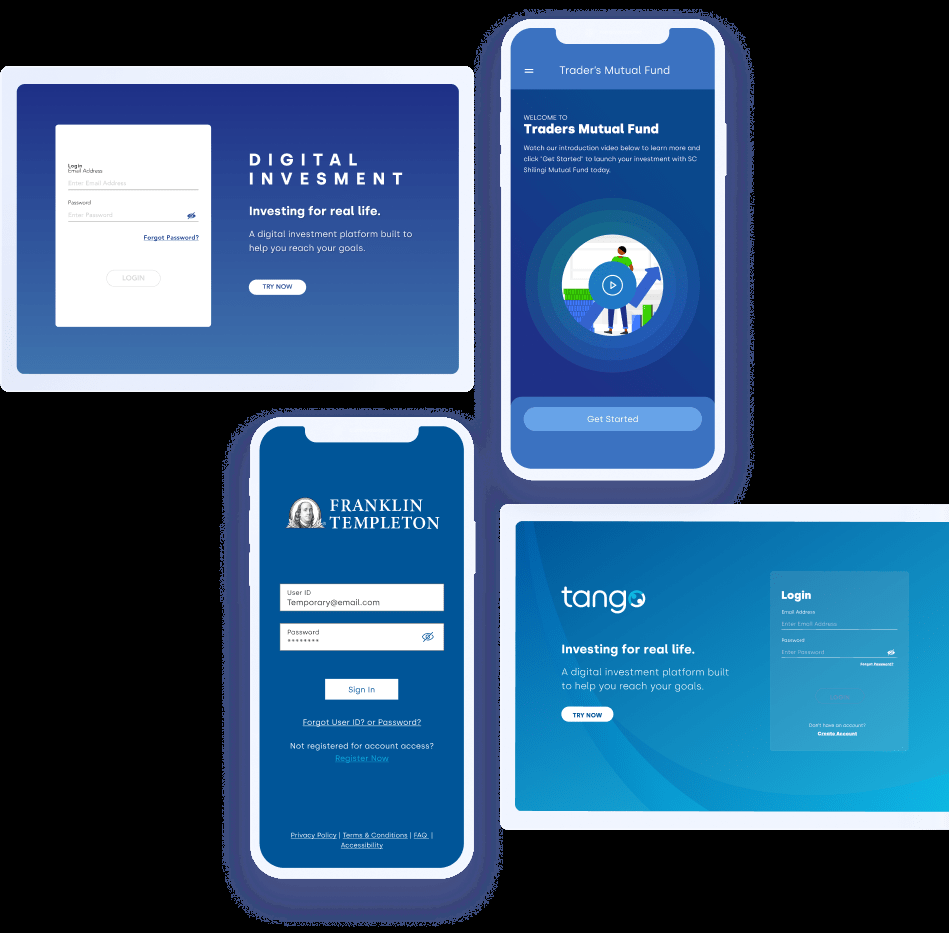 Login
Email Address
Enter Email Address
Password
Enter Password
Forgot Password?
LOGIN
DIGITAL
INVESMENT
Investing for real life.
A digital investment platform built to
help you reach your goals.
TRY NOW
Trader's Mutual Fund
WELCOME TO
Traders Mutual Fund
Watch our introduction video below to learn more and
click "Get Started" to launch your investment with SC
Shilingi Mutual Fund today.
Get Started
FRANKLIN
TEMPLETON
User ID
Temporary@email.com
Password
********
Sign In
Forgot User ID? or Password?
Not registered for account access?
Register Now
Privacy Policy | Terms & Conditions | FAQ |
Accessibility
tango
Investing for real life.
A digital investment platform built
to help you reach your goals.
TRY NOW
Login
Email Address
Enter Email Address
Password
Enter Password
Forgot Password?
Don't have an account?
Create Account